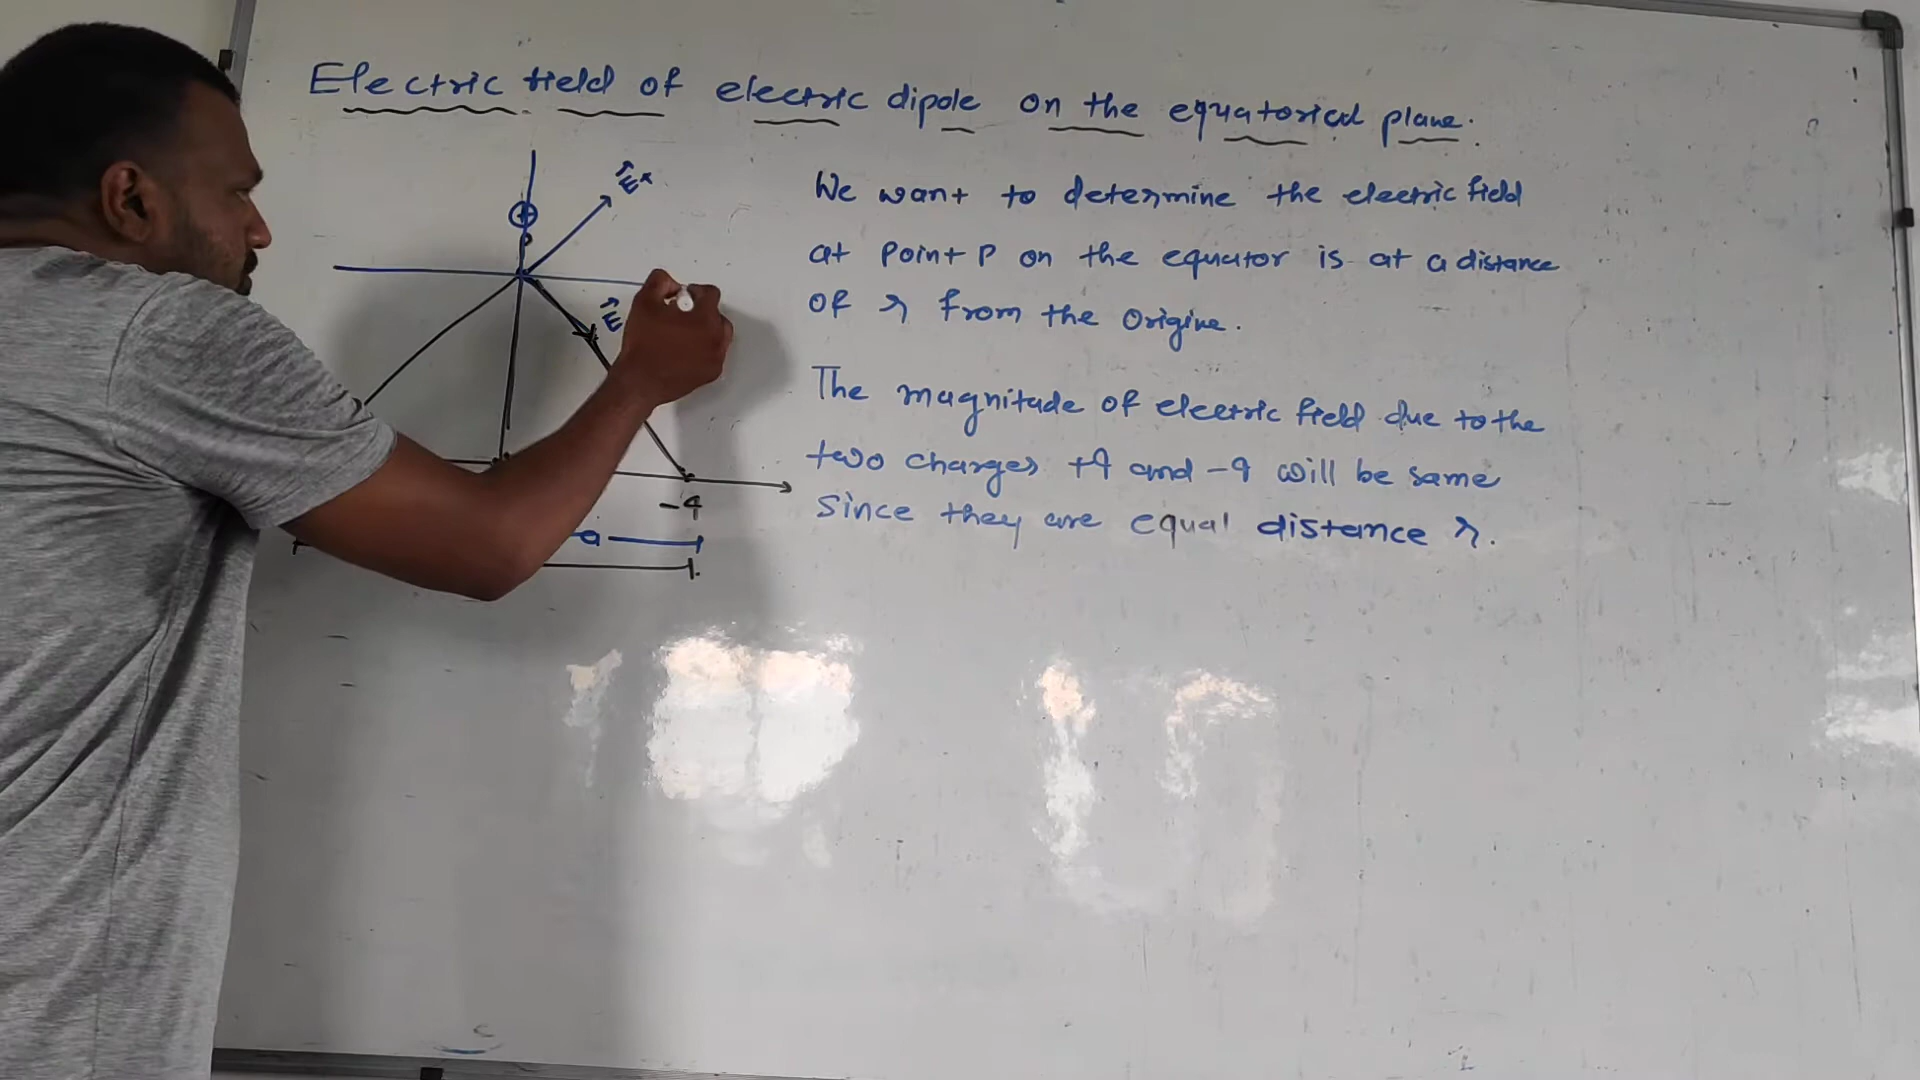 Electric field of electric dipole on the equatorical plane.
We want to determine the electric field
at point P on the equator is at a distance
of r from the Origine.
The magnitude of electric field due to the
two charges +q and -q will be same
since they are equal distance r.
E
P
E
-q
a